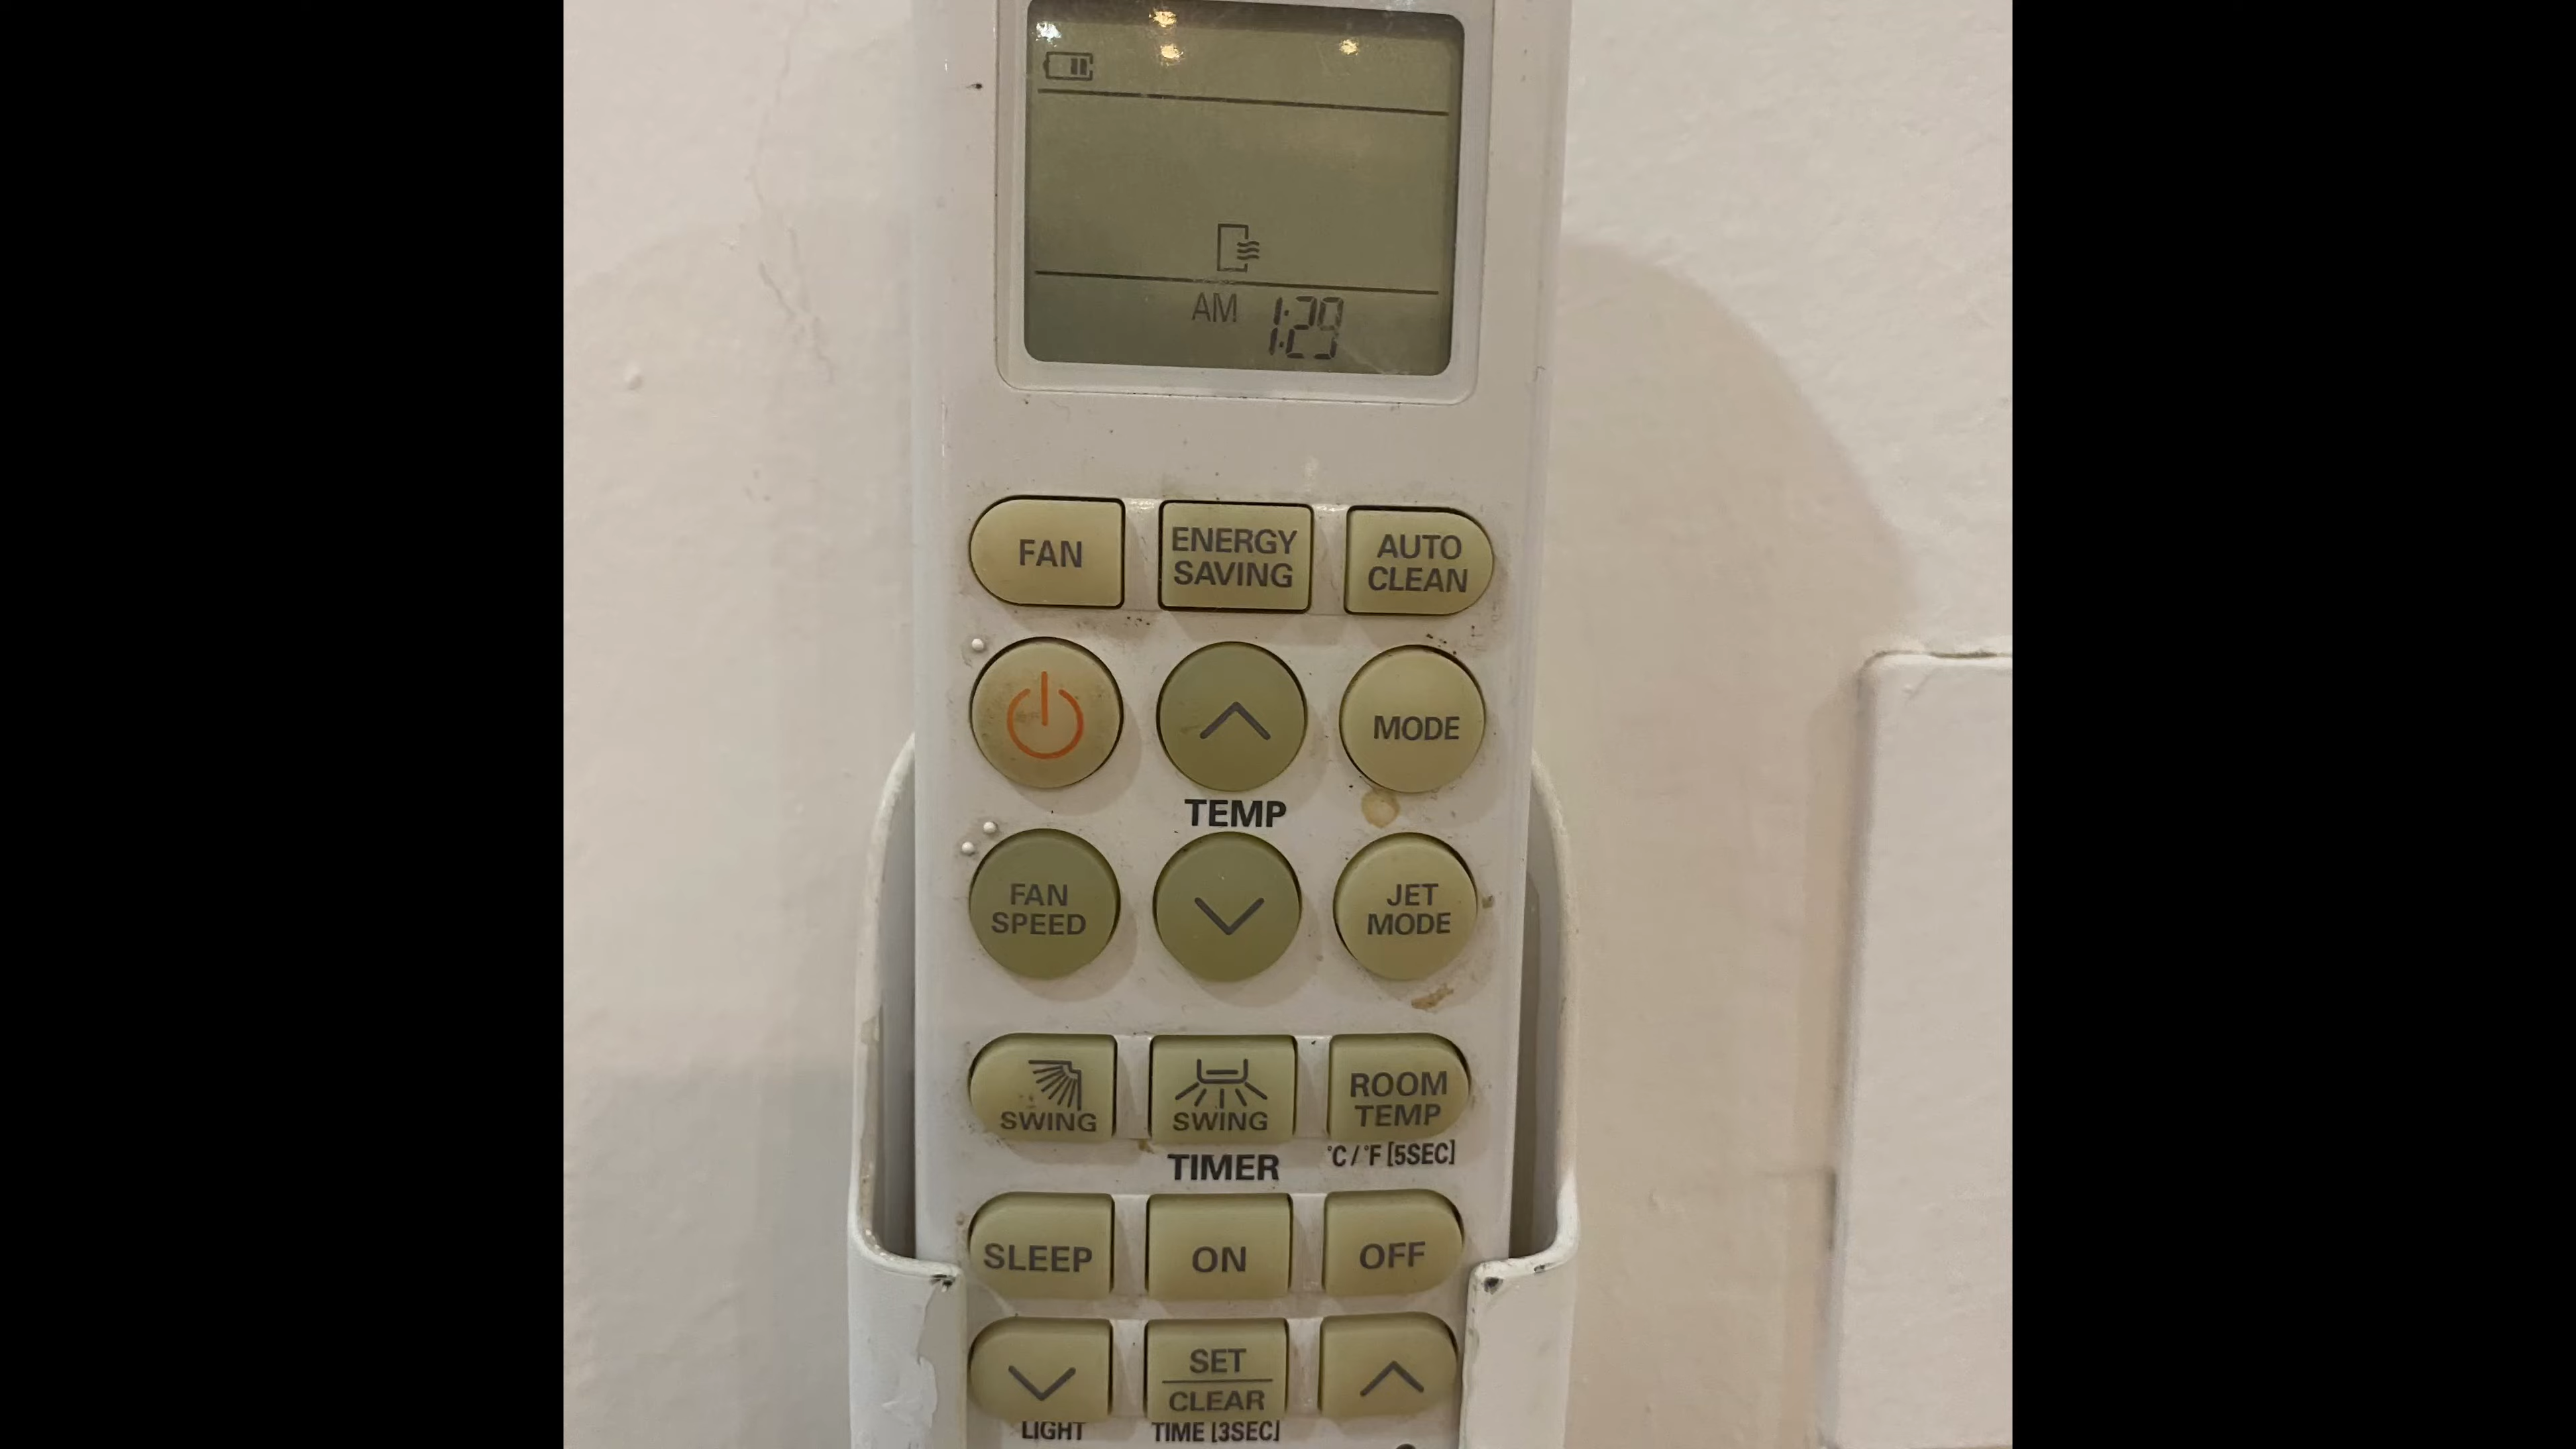 AM 1:29
FAN
ENERGY
SAVING
AUTO
CLEAN
MODE
TEMP
FAN
SPEED
JET
MODE
SWING
SWING
ROOM
TEMP
°C / °F [5SEC]
TIMER
SLEEP
ON
OFF
SET
CLEAR
LIGHT
TIME [3SEC]